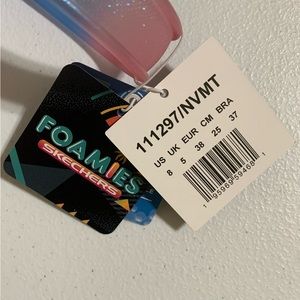 FOAMIES
SKECHERS
111297/NVMT
US UK EUR CM BRA
8 5 38 25 37